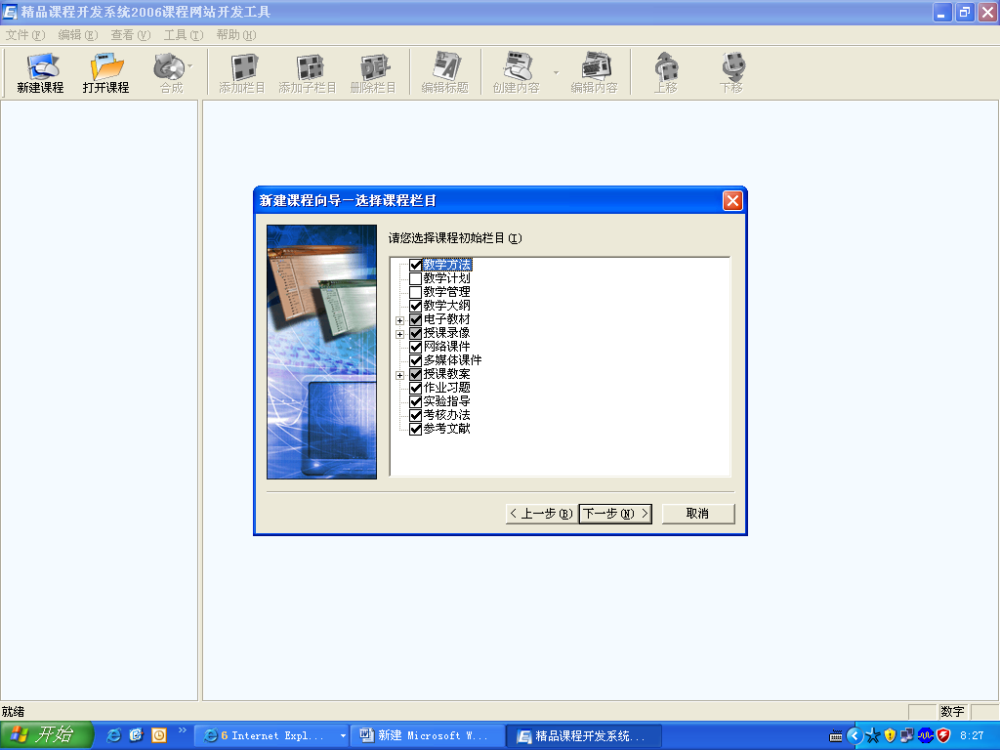 精品课程开发系统2006课程网站开发工具
文件(F) 编辑(E) 查看(V) 工具(T) 帮助(H)
新建课程 打开课程 合成 添加栏目 添加子栏目 删除栏目 编辑标题 创建内容 编辑内容 上移 下移
新建课程向导－选择课程栏目
请您选择课程初始栏目(I)
教学方法
教学计划
教学管理
教学大纲
电子教材
授课录像
网络课件
多媒体课件
授课教案
作业习题
实验指导
考核办法
参考文献
< 上一步(B) 下一步(N) > 取消
就绪 数字
开始 6 Internet Expl... 新建 Microsoft W... 精品课程开发系统... 8:27